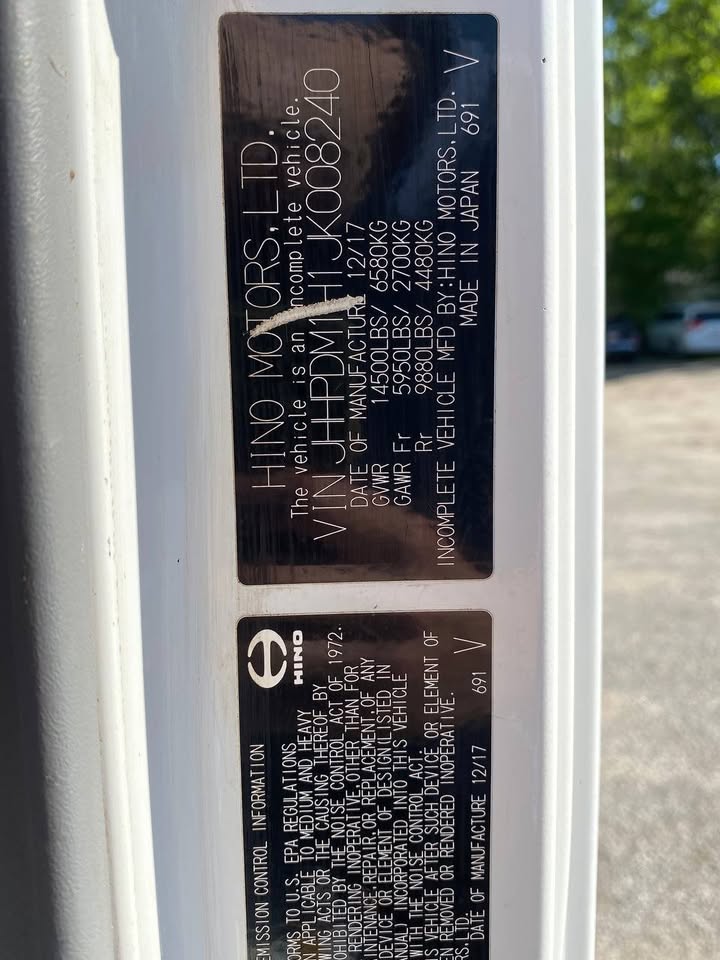 HINO MOTORS,LTD.
The vehicle is an incomplete vehicle.
VIN JHHPDM1H1JK008240
DATE OF MANUFACTURE 12/17
GVWR 14500LBS/ 6580KG
GAWR Fr 5950LBS/ 2700KG
Rr 9880LBS/ 4480KG
INCOMPLETE VEHICLE MFD BY:HINO MOTORS,LTD.
MADE IN JAPAN 691 V
HINO
EMISSION CONTROL INFORMATION
ORMS TO U.S. EPA REGULATIONS
N APPLICABLE TO MEDIUM AND HEAVY
WING ACTS OR THE CAUSING THEREOF BY
OHIBITED BY THE NOISE CONTROL ACT OF 1972.
RENDERING INOPERATIVE,OTHER THAN FOR
INTENANCE,REPAIR,OR REPLACEMENT,OF ANY
DEVICE OR ELEMENT OF DESIGN(LISTED IN
ANUAL) INCORPORATED INTO THIS VEHICLE
WITH THE NOISE CONTROL ACT
S VEHICLE AFTER SUCH DEVICE OR ELEMENT OF
EN REMOVED OR RENDERED INOPERATIVE.
RS,LTD.
DATE OF MANUFACTURE 12/17 691 V